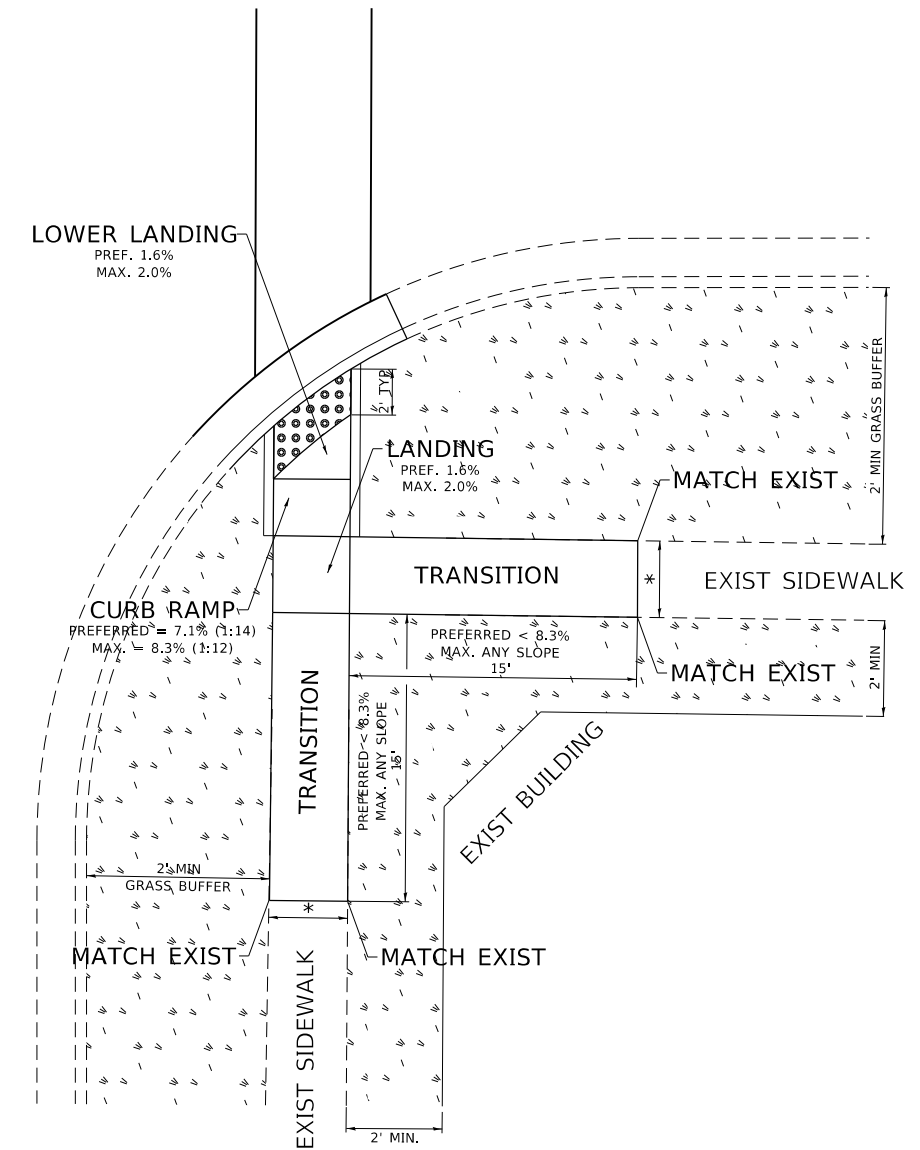 LOWER LANDING
PREF. 1.6%
MAX. 2.0%
2' TYP
2' MIN GRASS BUFFER
LANDING
PREF. 1.6%
MAX. 2.0%
MATCH EXIST
TRANSITION
*
EXIST SIDEWALK
CURB RAMP
PREFERRED = 7.1% (1:14)
MAX. = 8.3% (1:12)
PREFERRED < 8.3%
MAX. ANY SLOPE
15'
MATCH EXIST
2' MIN
TRANSITION
PREFERRED < 8.3%
MAX. ANY SLOPE
15'
EXIST BUILDING
2' MIN
GRASS BUFFER
*
MATCH EXIST
MATCH EXIST
EXIST SIDEWALK
2' MIN.